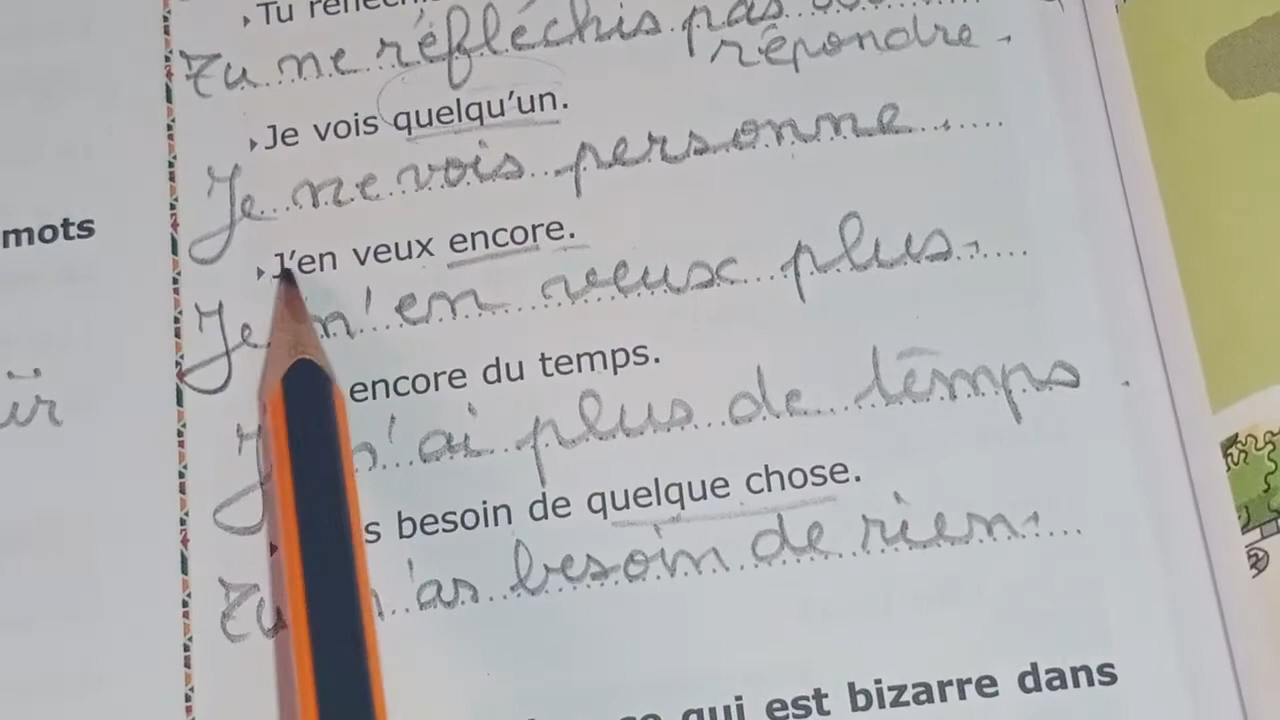 Tu
Tu ne réfléchis pas
répondre.
Je vois quelqu'un.
Je ne vois personne.
mots
J'en veux encore.
Je n'en veux plus.
encore du temps.
n'ai plus de temps.
s besoin de quelque chose.
Tu n'as besoin de rien.
qui est bizarre dans